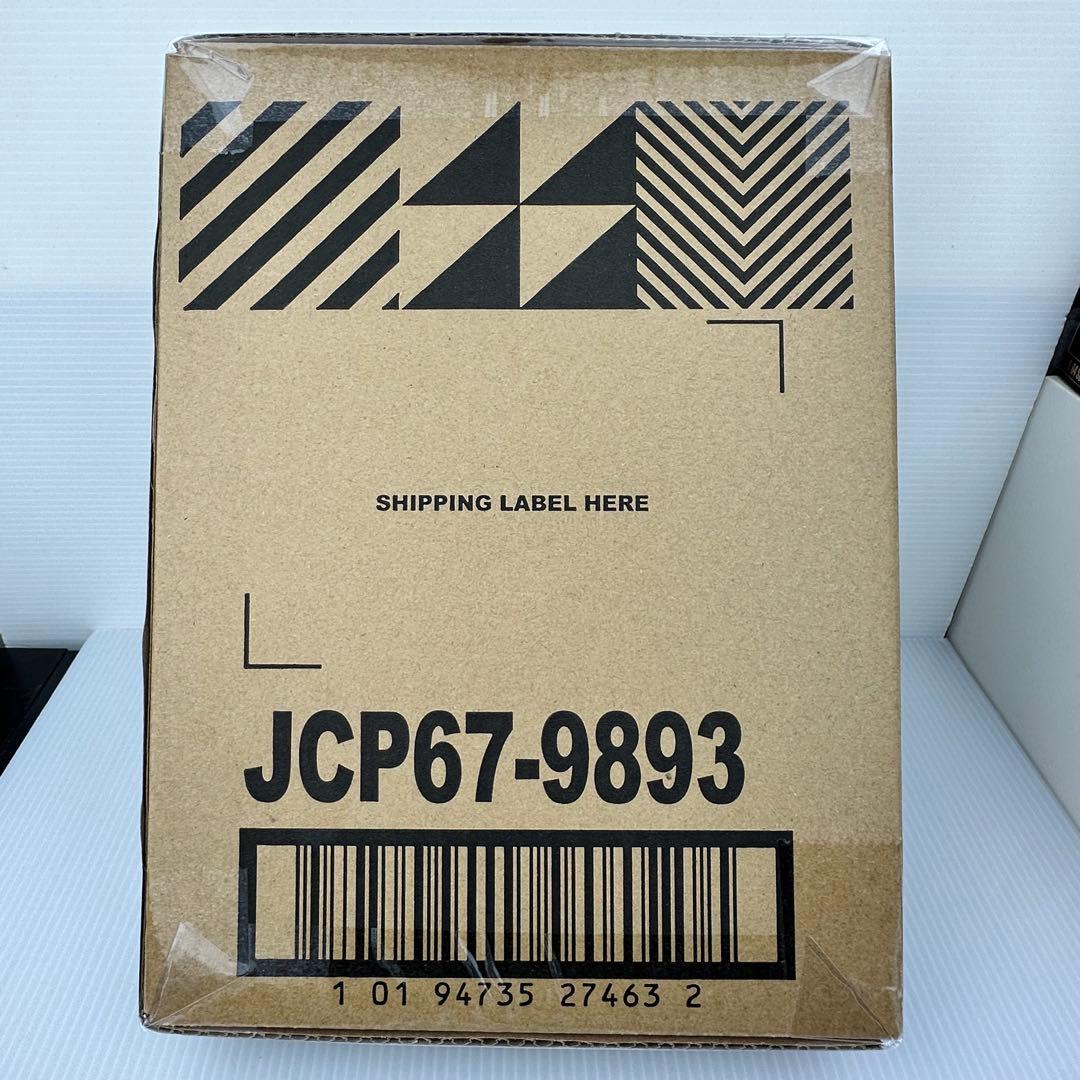 SHIPPING LABEL HERE
JCP67-9893
1 01 94735 27463 2